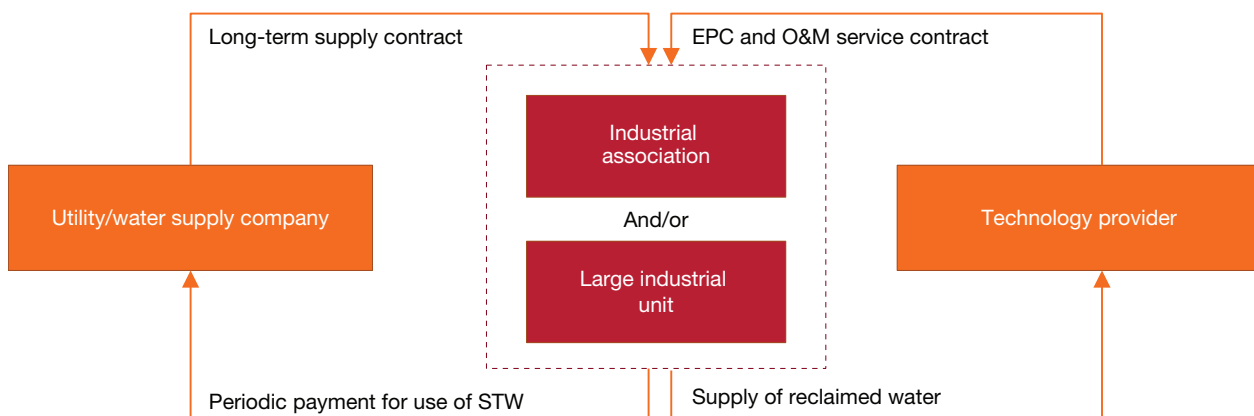 Long-term supply contract
EPC and O&M service contract
Industrial
association
Utility/water supply company
And/or
Technology provider
Large industrial
unit
Periodic payment for use of STW
Supply of reclaimed water